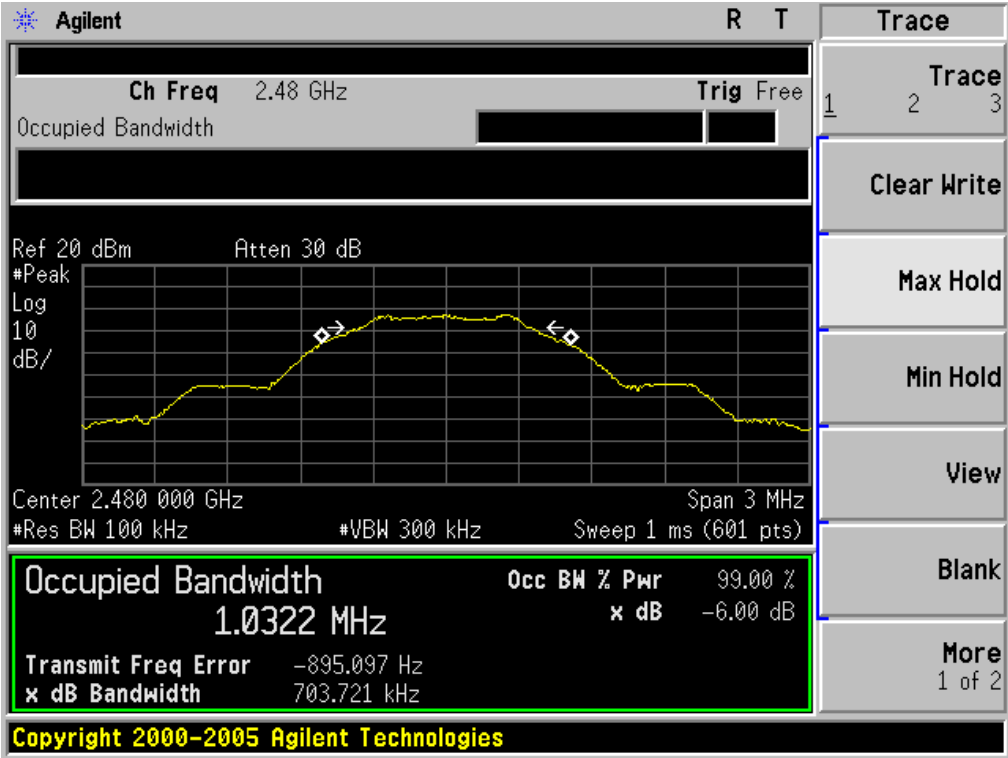 Agilent R T Trace
Ch Freq 2.48 GHz Trig Free
Occupied Bandwidth
Trace
1 2 3
Clear Write
Max Hold
Min Hold
View
Blank
More
1 of 2
Ref 20 dBm Atten 30 dB
#Peak
Log
10
dB/
Center 2.480 000 GHz Span 3 MHz
#Res BW 100 kHz #VBW 300 kHz Sweep 1 ms (601 pts)
Occupied Bandwidth Occ BW % Pwr 99.00 %
1.0322 MHz x dB -6.00 dB
Transmit Freq Error -895.097 Hz
x dB Bandwidth 703.721 kHz
Copyright 2000-2005 Agilent Technologies